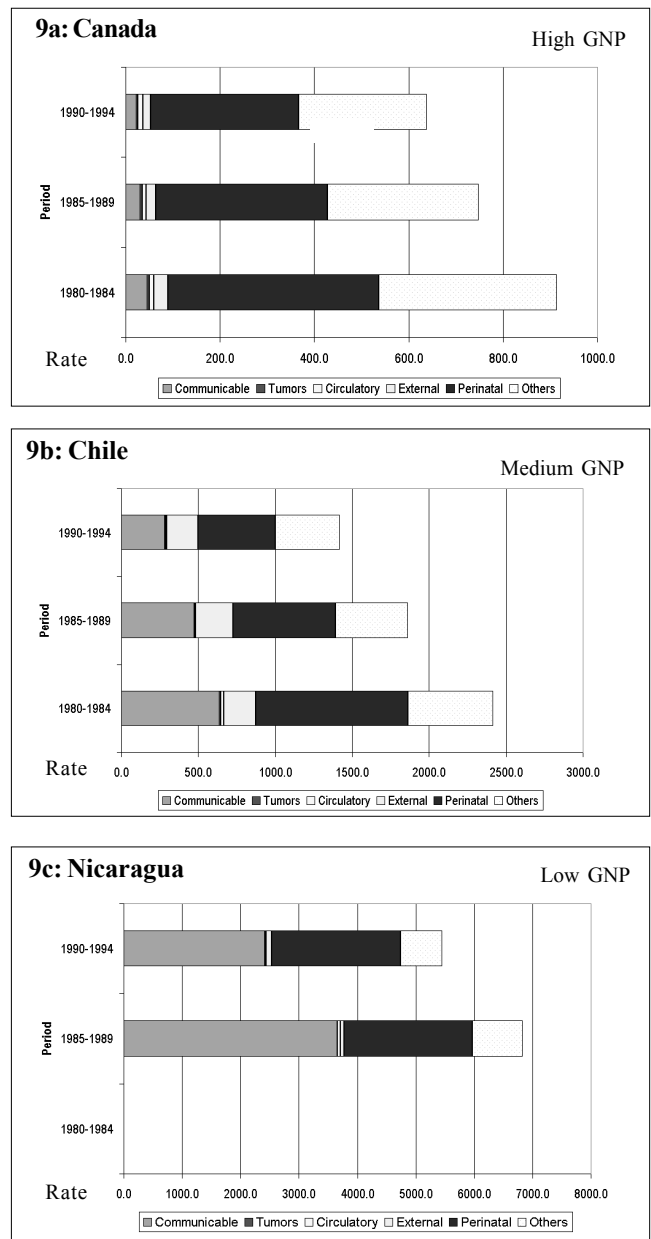 9a: Canada
High GNP
1990-1994
1985-1989
1980-1984
Period
Rate
0.0 200.0 400.0 600.0 800.0 1000.0
Communicable Tumors Circulatory External Perinatal Others
9b: Chile
Medium GNP
1990-1994
1985-1989
1980-1984
Period
Rate
0.0 500.0 1000.0 1500.0 2000.0 2500.0 3000.0
Communicable Tumors Circulatory External Perinatal Others
9c: Nicaragua
Low GNP
1990-1994
1985-1989
1980-1984
Period
Rate
0.0 1000.0 2000.0 3000.0 4000.0 5000.0 6000.0 7000.0 8000.0
Communicable Tumors Circulatory External Perinatal Others